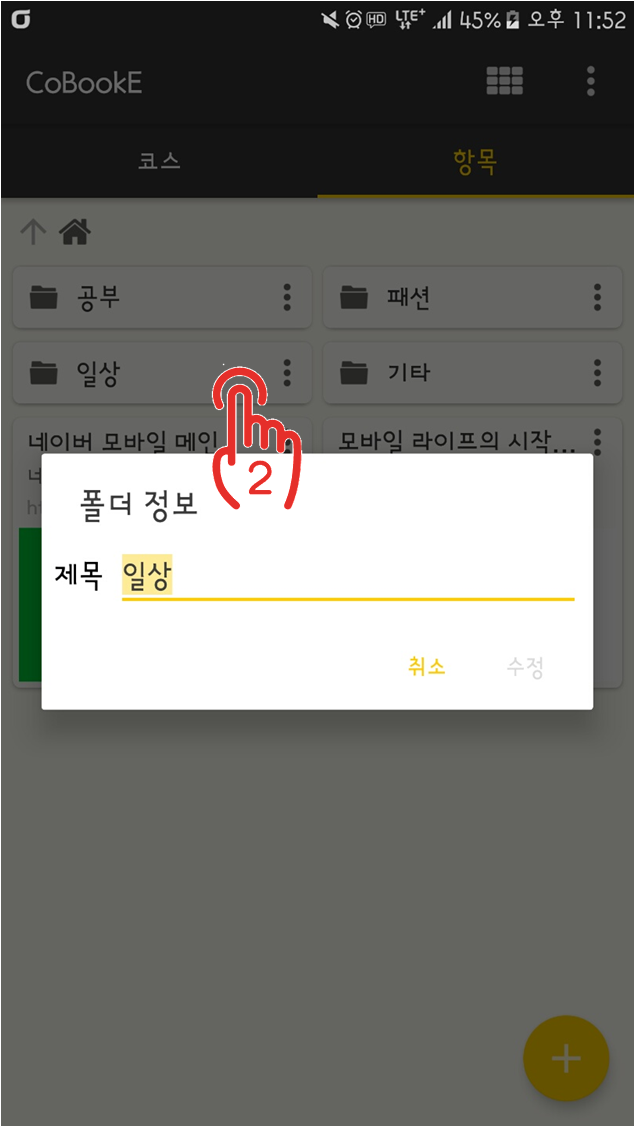 HD LTE+ 45% 오후 11:52
CoBookE
코스 항목
공부 패션
일상 기타
네이버 모바일 메인 모바일 라이프의 시작...
2
폴더 정보
제목 일상
취소 수정